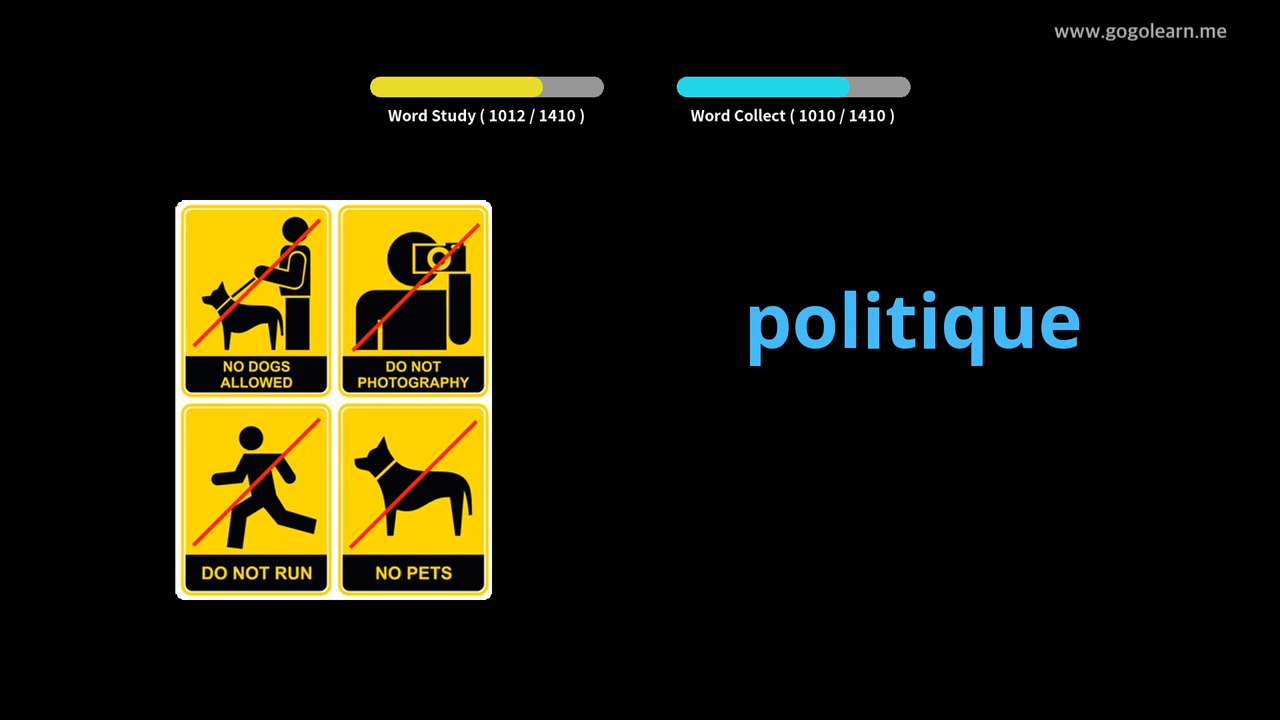 www.gogolearn.me
Word Study ( 1012 / 1410 )
Word Collect ( 1010 / 1410 )
NO DOGS
ALLOWED
DO NOT
PHOTOGRAPHY
DO NOT RUN
NO PETS
politique